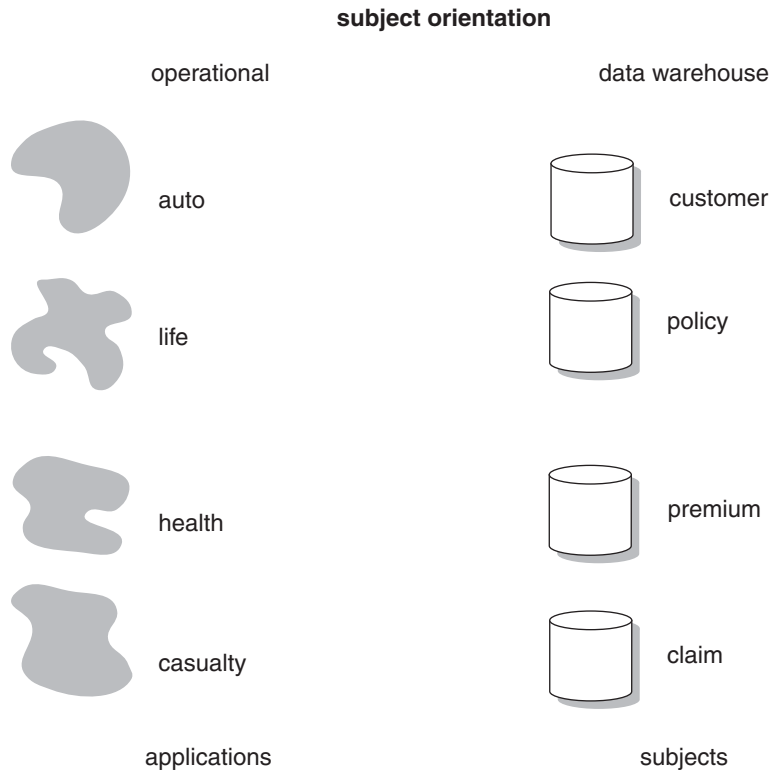 subject orientation
operational
data warehouse
auto
customer
life
policy
health
premium
casualty
claim
applications
subjects